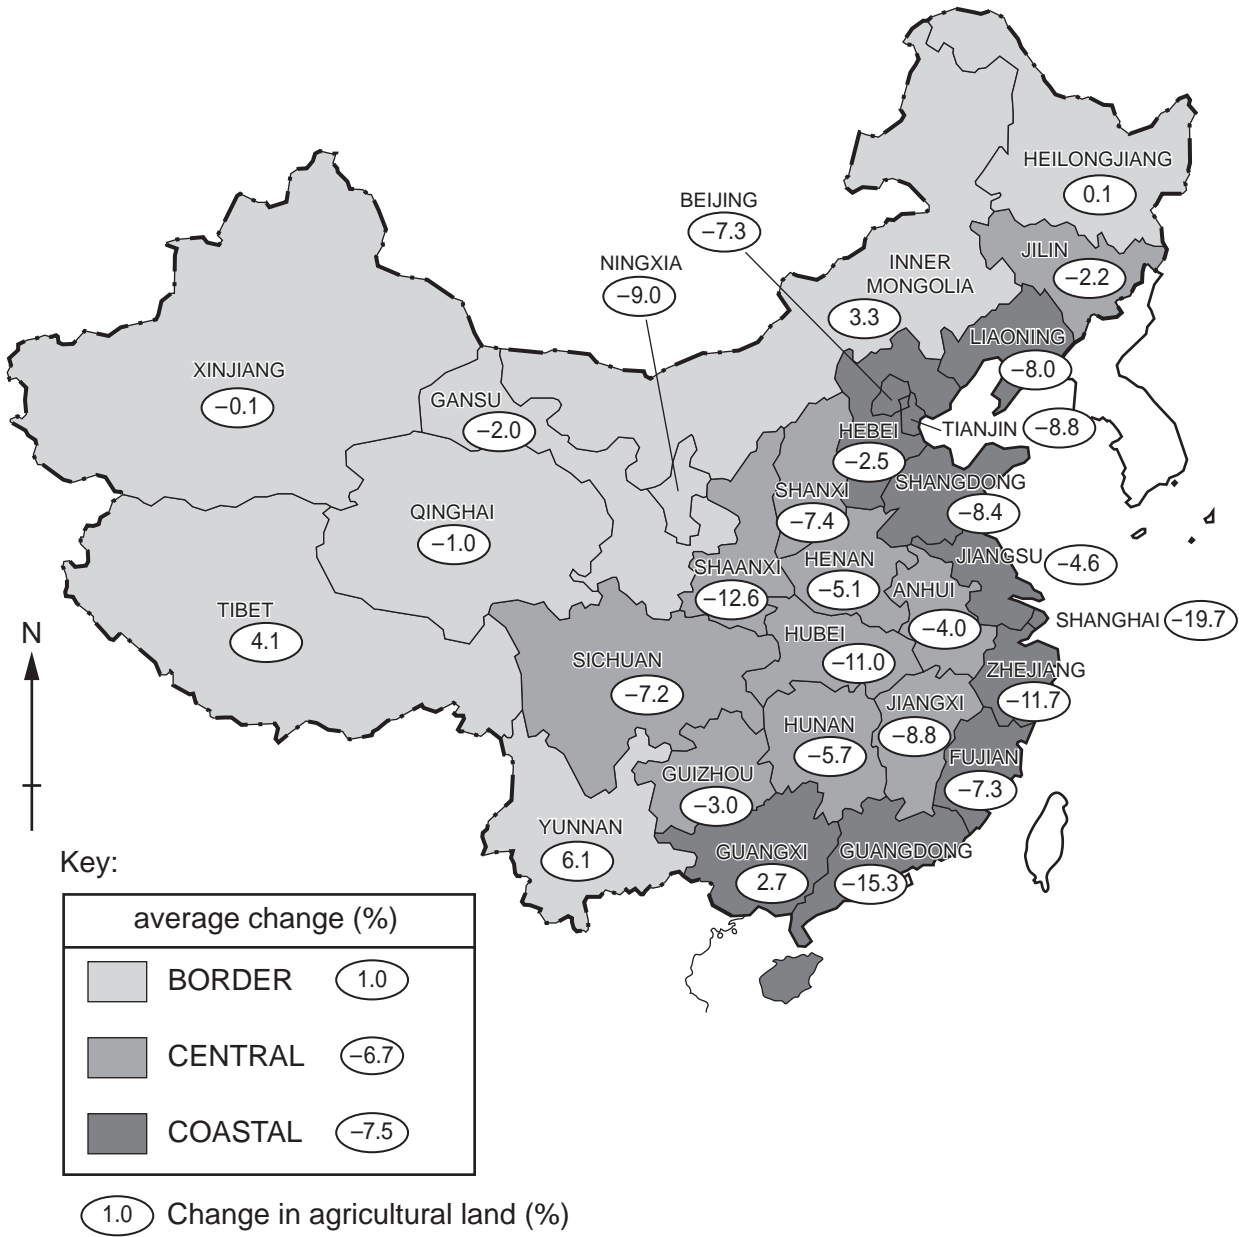 HEILONGJIANG
0.1
BEIJING
−7.3
JILIN
−2.2
NINGXIA
−9.0
INNER
MONGOLIA
3.3
LIAONING
−8.0
XINJIANG
−0.1
GANSU
−2.0
HEBEI
−2.5
TIANJIN
−8.8
SHANXI
−7.4
SHANGDONG
−8.4
QINGHAI
−1.0
SHAANXI
−12.6
HENAN
−5.1
JIANGSU
−4.6
ANHUI
−4.0
SHANGHAI
−19.7
TIBET
4.1
N
SICHUAN
−7.2
HUBEI
−11.0
ZHEJIANG
−11.7
HUNAN
−5.7
JIANGXI
−8.8
FUJIAN
−7.3
GUIZHOU
−3.0
YUNNAN
6.1
GUANGXI
2.7
GUANGDONG
−15.3
Key:
average change (%)
BORDER 1.0
CENTRAL −6.7
COASTAL −7.5
1.0 Change in agricultural land (%)